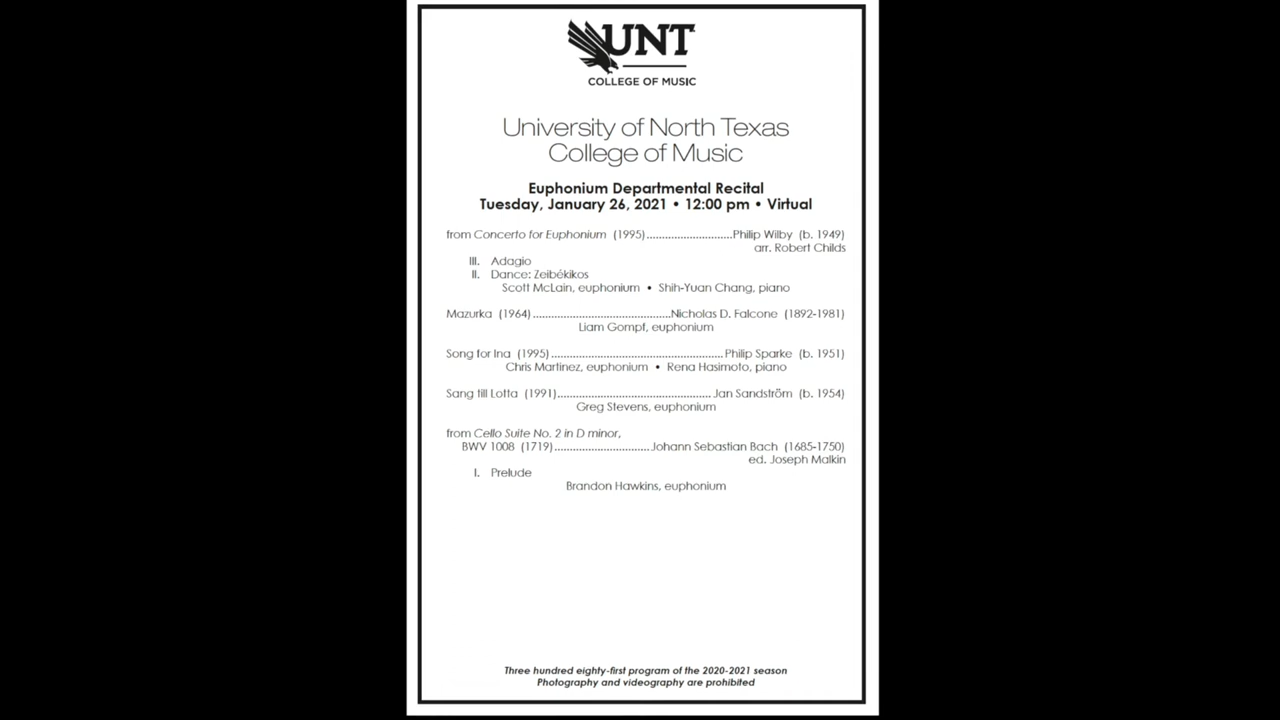 UNT
COLLEGE OF MUSIC
University of North Texas
College of Music
Euphonium Departmental Recital
Tuesday, January 26, 2021 • 12:00 pm • Virtual
from Concerto for Euphonium (1995)...........................Philip Wilby (b. 1949)
arr. Robert Childs
III. Adagio
II. Dance: Zeibékikos
Scott McLain, euphonium • Shih-Yuan Chang, piano
Mazurka (1964)...........................................Nicholas D. Falcone (1892-1981)
Liam Gompf, euphonium
Song for Ina (1995)......................................................Philip Sparke (b. 1951)
Chris Martinez, euphonium • Rena Hasimoto, piano
Sang till Lotta (1991)................................................Jan Sandström (b. 1954)
Greg Stevens, euphonium
from Cello Suite No. 2 in D minor,
BWV 1008 (1719)..............................Johann Sebastian Bach (1685-1750)
ed. Joseph Malkin
I. Prelude
Brandon Hawkins, euphonium
Three hundred eighty-first program of the 2020-2021 season
Photography and videography are prohibited